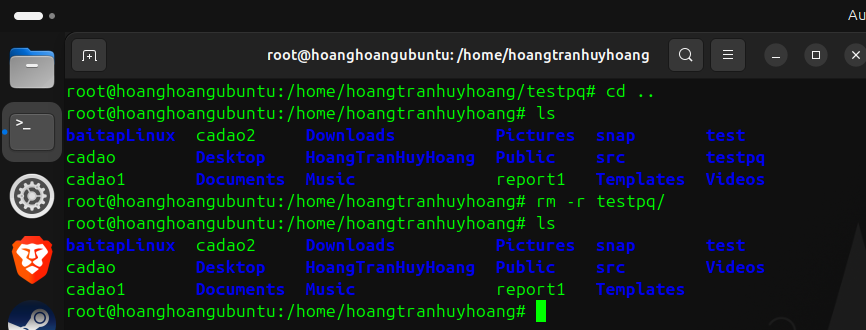 Au
root@hoanghoangubuntu: /home/hoangtranhuyhoang
root@hoanghoangubuntu:/home/hoangtranhuyhoang/testpq# cd ..
root@hoanghoangubuntu:/home/hoangtranhuyhoang# ls
baitapLinux cadao2 Downloads Pictures snap test
cadao Desktop HoangTranHuyHoang Public src testpq
cadao1 Documents Music report1 Templates Videos
root@hoanghoangubuntu:/home/hoangtranhuyhoang# rm -r testpq/
root@hoanghoangubuntu:/home/hoangtranhuyhoang# ls
baitapLinux cadao2 Downloads Pictures snap test
cadao Desktop HoangTranHuyHoang Public src Videos
cadao1 Documents Music report1 Templates
root@hoanghoangubuntu:/home/hoangtranhuyhoang#